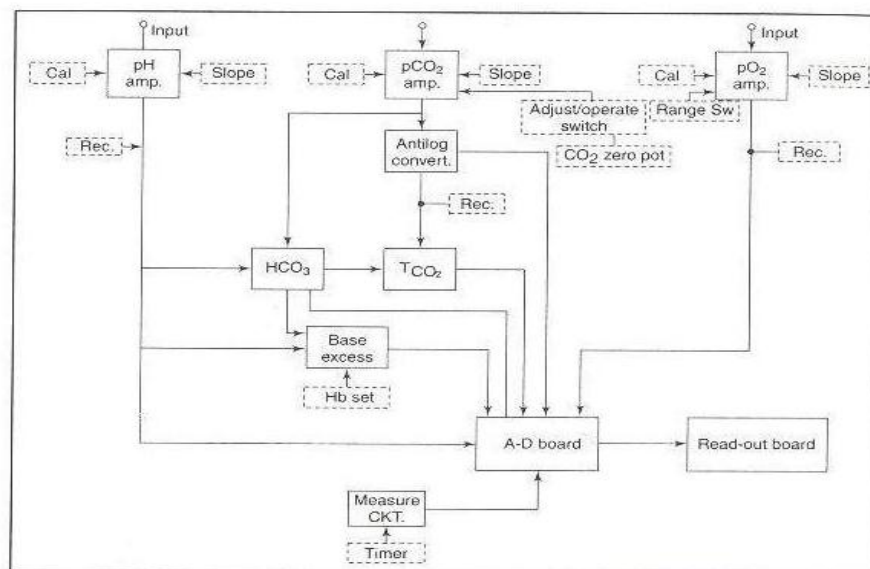 Input
Input
pH
amp.
Cal
Slope
pCO₂
amp.
Cal
Slope
pO₂
amp.
Cal
Slope
Range Sw
Adjust/operate
switch
CO₂ zero pot
Rec.
Antilog
convert.
Rec.
Rec.
HCO₃
TCO₂
Base
excess
Hb set
A-D board
Read-out board
Measure
CKT.
Timer